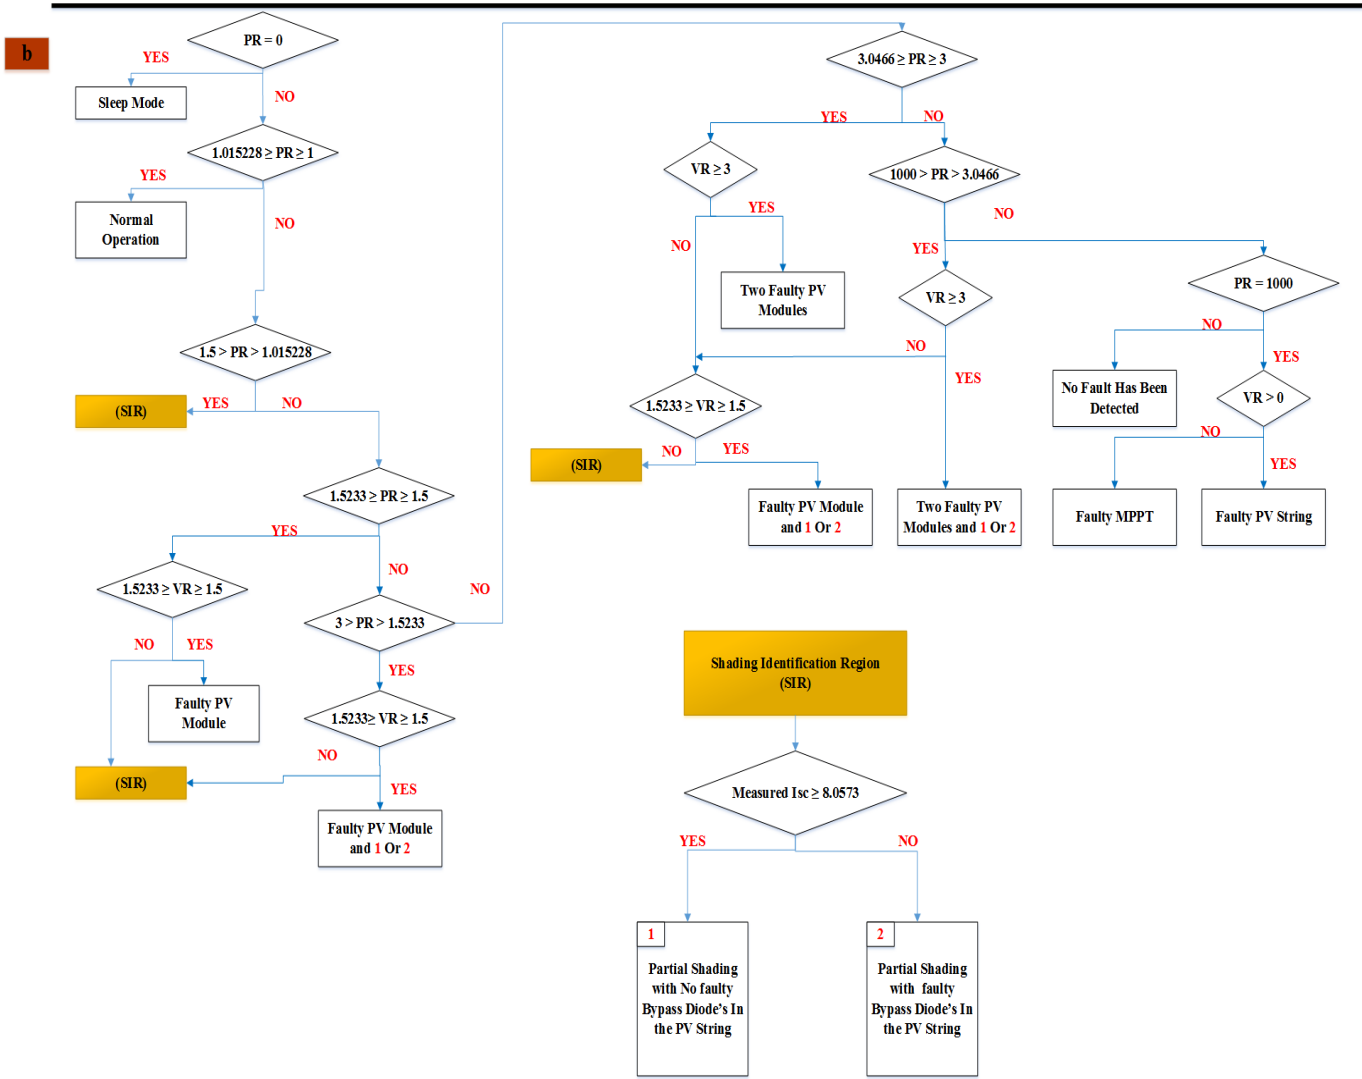 b
PR = 0
YES
Sleep Mode
NO
1.015228 ≥ PR ≥ 1
YES
Normal
Operation
NO
1.5 > PR > 1.015228
(SIR)
YES
NO
1.5233 ≥ PR ≥ 1.5
YES
NO
1.5233 ≥ VR ≥ 1.5
NO
YES
Faulty PV
Module
3 > PR > 1.5233
NO
YES
1.5233≥ VR ≥ 1.5
NO
(SIR)
YES
Faulty PV Module
and 1 Or 2
3.0466 ≥ PR ≥ 3
YES
NO
VR ≥ 3
YES
NO
Two Faulty PV
Modules
1000 > PR > 3.0466
NO
YES
VR ≥ 3
NO
YES
1.5233 ≥ VR ≥ 1.5
NO
YES
(SIR)
Faulty PV Module
and 1 Or 2
Two Faulty PV
Modules and 1 Or 2
PR = 1000
NO
YES
No Fault Has Been
Detected
VR > 0
NO
YES
Faulty MPPT
Faulty PV String
Shading Identification Region
(SIR)
Measured Isc ≥ 8.0573
YES
NO
1
Partial Shading
with No faulty
Bypass Diode's In
the PV String
2
Partial Shading
with faulty
Bypass Diode's In
the PV String